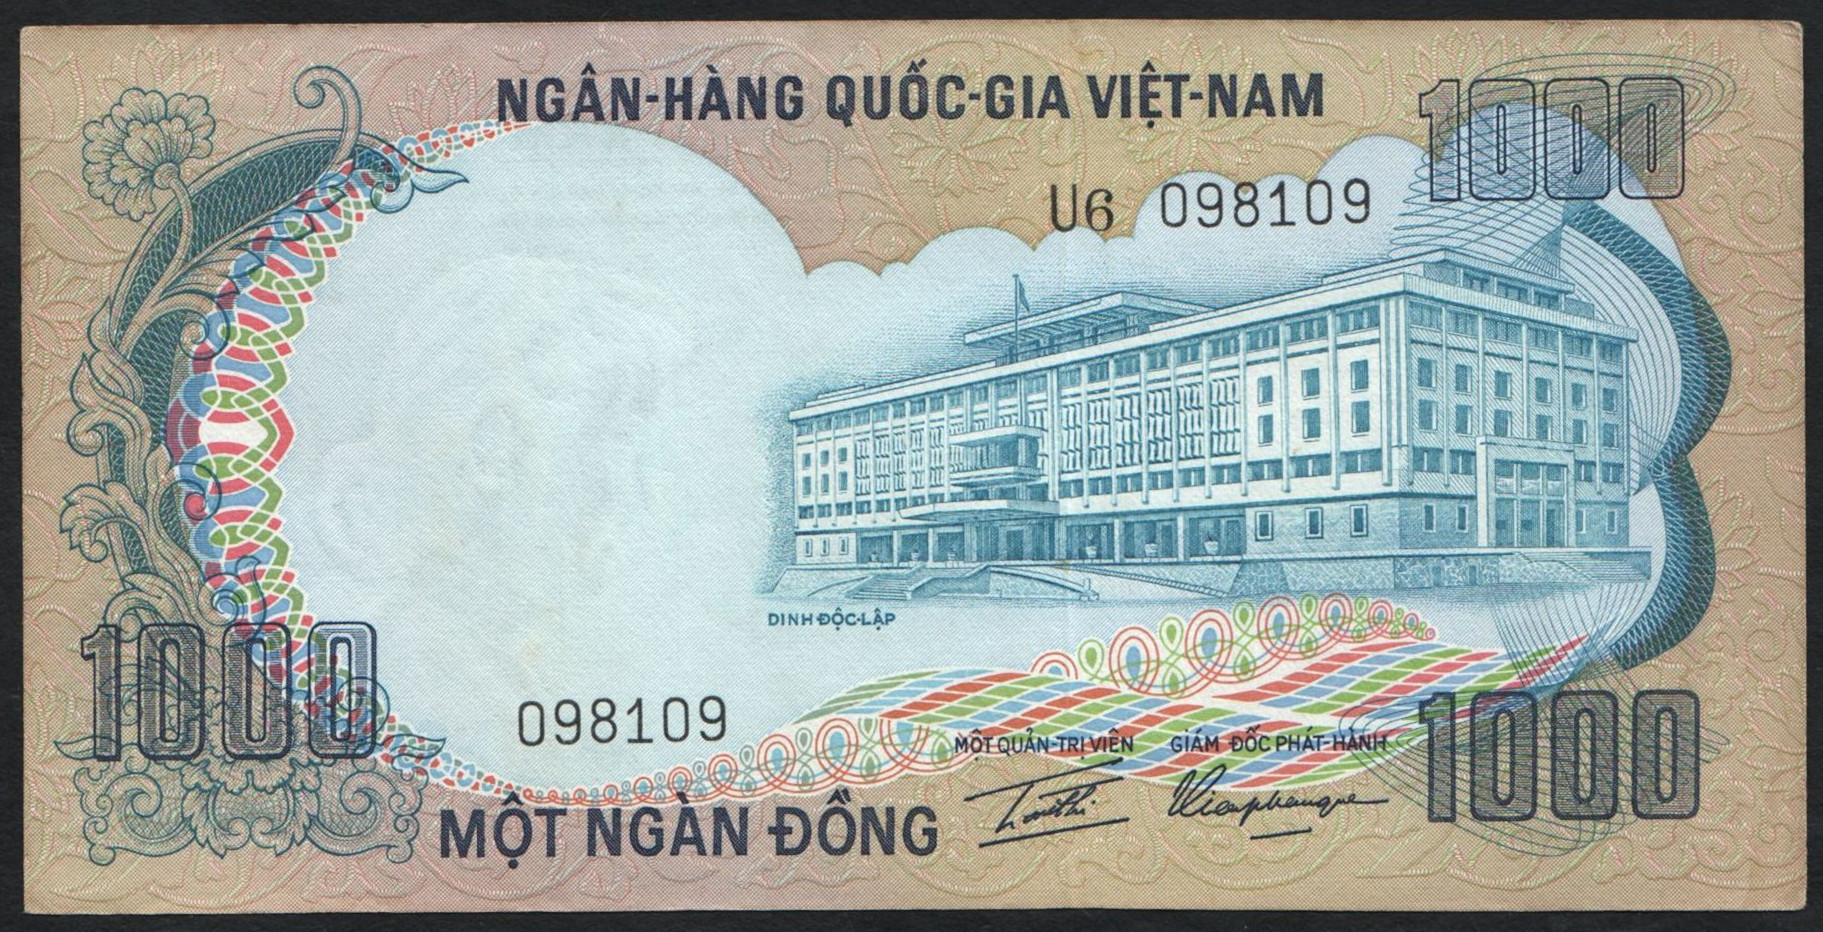 NGÂN-HÀNG QUỐC-GIA VIỆT-NAM
1000
U6 098109
DINH ĐỘC-LẬP
1000
098109
MỘT QUẢN-TRỊ VIÊN
GIÁM ĐỐC PHÁT-HÀNH
1000
MỘT NGÀN ĐỒNG